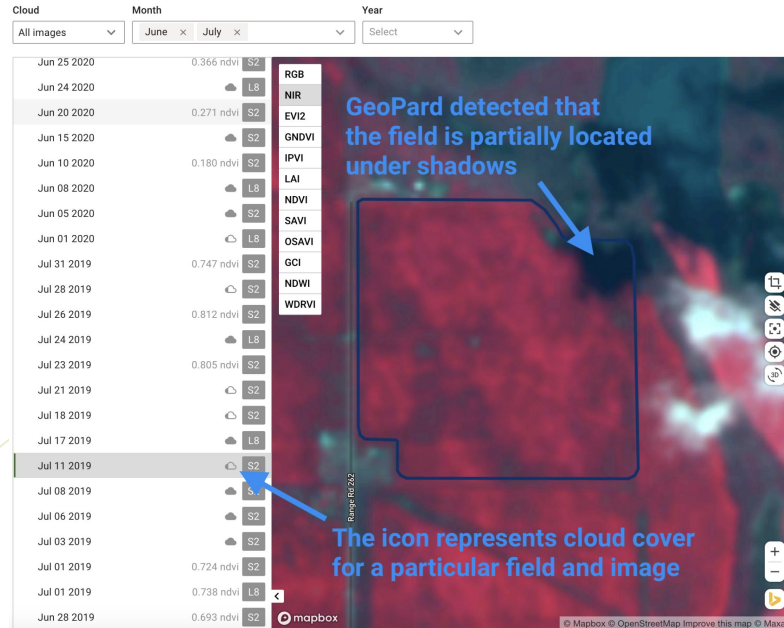 Cloud Month Year
All images June × July × Select
Jun 25 2020 0.366 ndvi S2
Jun 24 2020 L8
Jun 20 2020 0.271 ndvi S2
Jun 15 2020 S2
Jun 10 2020 0.180 ndvi S2
Jun 08 2020 L8
Jun 05 2020 S2
Jun 01 2020 L8
Jul 31 2019 0.747 ndvi S2
Jul 28 2019 S2
Jul 26 2019 0.812 ndvi S2
Jul 24 2019 L8
Jul 23 2019 0.805 ndvi S2
Jul 21 2019 S2
Jul 18 2019 S2
Jul 17 2019 L8
Jul 11 2019 S2
Jul 08 2019
Jul 06 2019 S2
Jul 03 2019 S2
Jul 01 2019 0.724 ndvi S2
Jul 01 2019 0.738 ndvi L8
Jun 28 2019 0.693 ndvi S2
RGB
NIR
EVI2
GNDVI
IPVI
LAI
NDVI
SAVI
OSAVI
GCI
NDWI
WDRVI
GeoPard detected that
the field is partially located
under shadows
3D
Range Rd 262
The icon represents cloud cover
for a particular field and image
+
−
mapbox
© Mapbox © OpenStreetMap Improve this map © Maxa